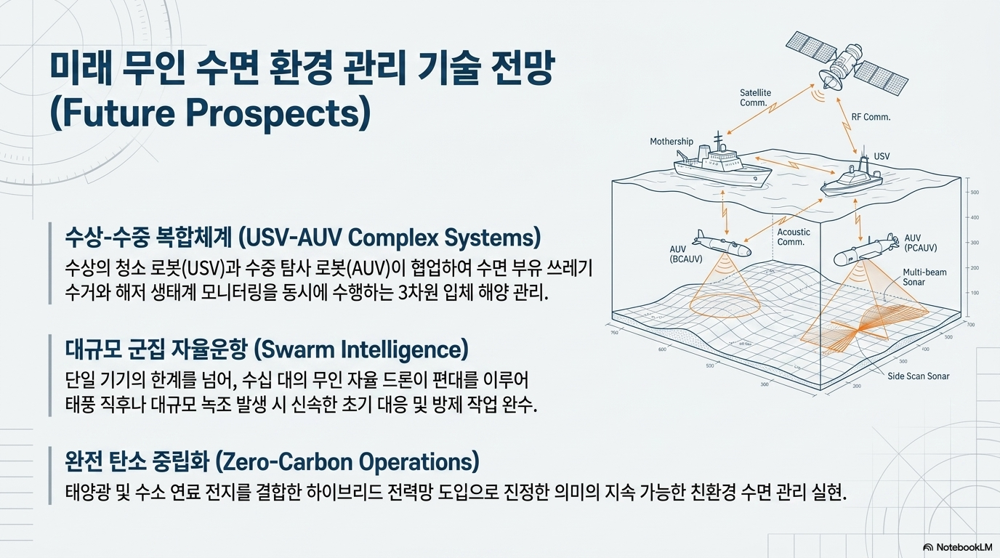 미래 무인 수면 환경 관리 기술 전망
(Future Prospects)
수상-수중 복합체계 (USV-AUV Complex Systems)
수상의 청소 로봇(USV)과 수중 탐사 로봇(AUV)이 협업하여 수면 부유 쓰레기
수거와 해저 생태계 모니터링을 동시에 수행하는 3차원 입체 해양 관리.
대규모 군집 자율운항 (Swarm Intelligence)
단일 기기의 한계를 넘어, 수십 대의 무인 자율 드론이 편대를 이루어
태풍 직후나 대규모 녹조 발생 시 신속한 초기 대응 및 방제 작업 완수.
완전 탄소 중립화 (Zero-Carbon Operations)
태양광 및 수소 연료 전지를 결합한 하이브리드 전력망 도입으로 진정한 의미의 지속 가능한 친환경 수면 관리 실현.
Satellite
Comm.
RF Comm.
Mothership
USV
Acoustic
Comm.
AUV
(BCAUV)
AUV
(PCAUV)
Multi-beam
Sonar
Side Scan Sonar
500
400
300
200
100
700
500
300
200
600
500
300
NotebookLM